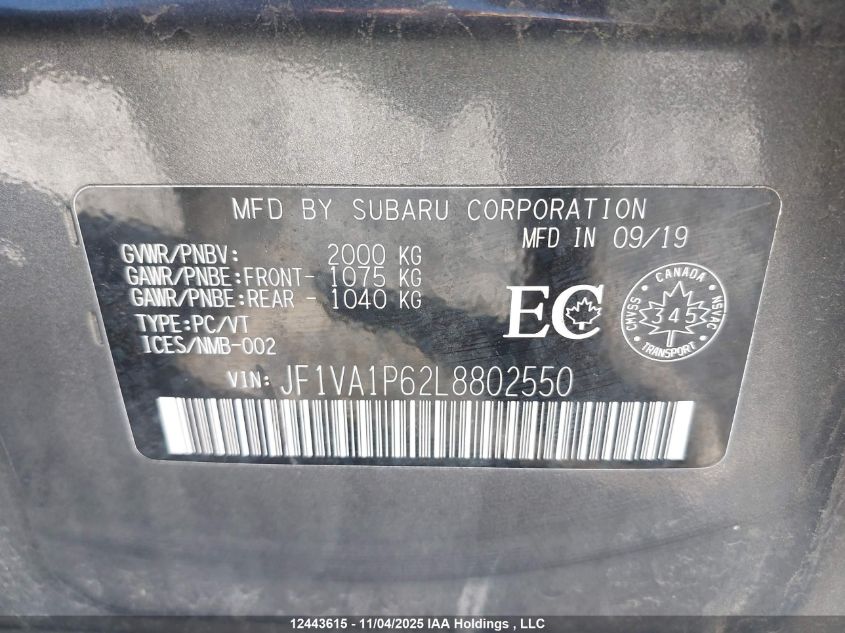 MFD BY SUBARU CORPORATION
MFD IN 09/19
GVWR/PNBV: 2000 KG
GAWR/PNBE:FRONT- 1075 KG
GAWR/PNBE:REAR - 1040 KG
TYPE:PC/VT
ICES/NMB-002
EC
CANADA
CMVSS 345 NSVAC
TRANSPORT
VIN: JF1VA1P62L8802550
12443615 - 11/04/2025 IAA Holdings , LLC